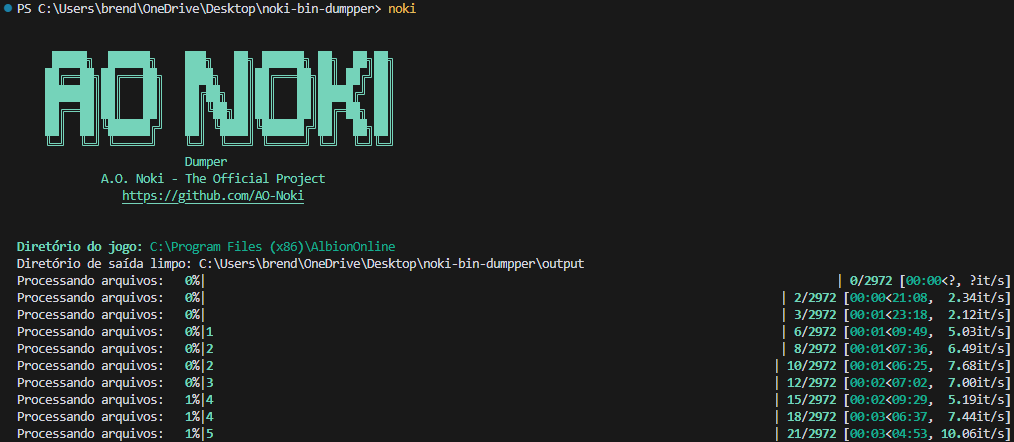 PS C:\Users\brend\OneDrive\Desktop\noki-bin-dumpper> noki
AO NOKI
Dumper
A.O. Noki - The Official Project
https://github.com/AO-Noki
Diretório do jogo: C:\Program Files (x86)\AlbionOnline
Diretório de saída limpo: C:\Users\brend\OneDrive\Desktop\noki-bin-dumpper\output
Processando arquivos:   0%| | 0/2972 [00:00<?, ?it/s]
Processando arquivos:   0%| | 2/2972 [00:00<21:08,  2.34it/s]
Processando arquivos:   0%| | 3/2972 [00:01<23:18,  2.12it/s]
Processando arquivos:   0%|1 | 6/2972 [00:01<09:49,  5.03it/s]
Processando arquivos:   0%|2 | 8/2972 [00:01<07:36,  6.49it/s]
Processando arquivos:   0%|2 | 10/2972 [00:01<06:25,  7.68it/s]
Processando arquivos:   0%|3 | 12/2972 [00:02<07:02,  7.00it/s]
Processando arquivos:   1%|4 | 15/2972 [00:02<09:29,  5.19it/s]
Processando arquivos:   1%|4 | 18/2972 [00:03<06:37,  7.44it/s]
Processando arquivos:   1%|5 | 21/2972 [00:03<04:53, 10.06it/s]